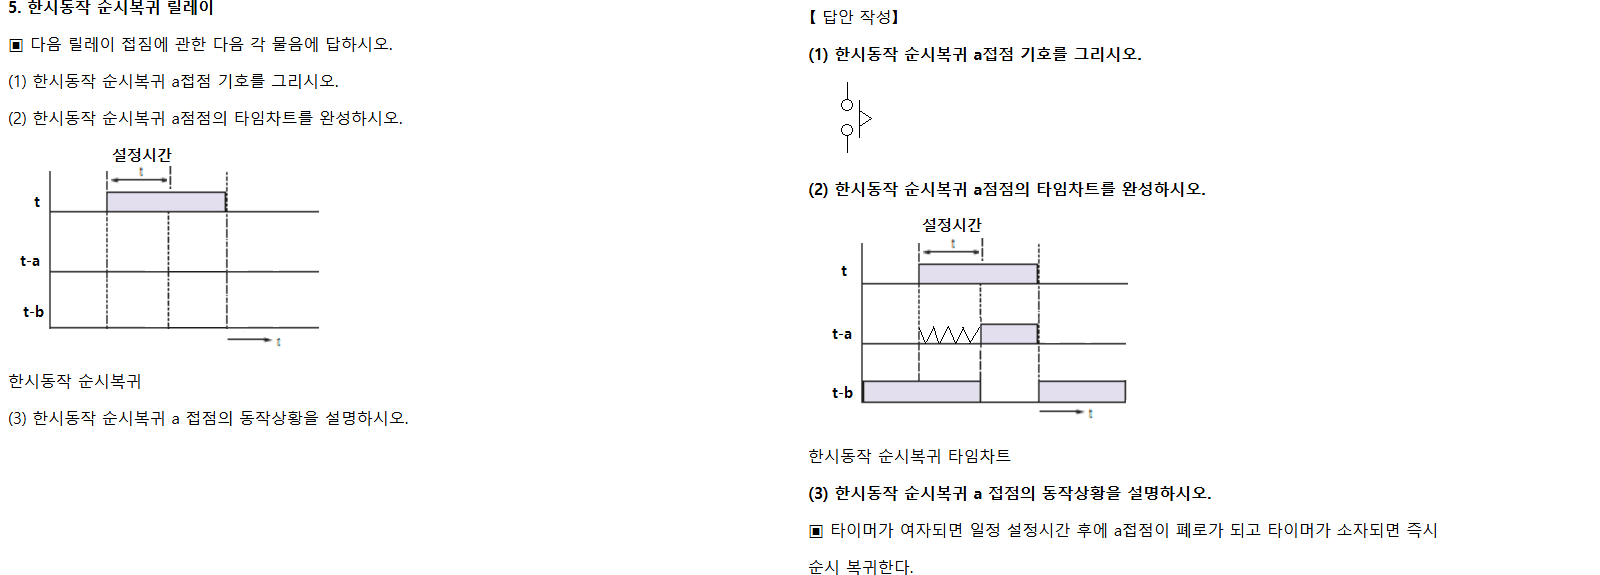 5. 한시동작 순시복귀 릴레이
▣ 다음 릴레이 접짐에 관한 다음 각 물음에 답하시오.
(1) 한시동작 순시복귀 a접점 기호를 그리시오.
(2) 한시동작 순시복귀 a점점의 타임차트를 완성하시오.
설정시간
t
t
t-a
t-b
t
한시동작 순시복귀
(3) 한시동작 순시복귀 a 접점의 동작상황을 설명하시오.
【 답안 작성】
(1) 한시동작 순시복귀 a접점 기호를 그리시오.
(2) 한시동작 순시복귀 a점점의 타임차트를 완성하시오.
설정시간
t
t
t-a
t-b
t
한시동작 순시복귀 타임차트
(3) 한시동작 순시복귀 a 접점의 동작상황을 설명하시오.
▣ 타이머가 여자되면 일정 설정시간 후에 a접점이 폐로가 되고 타이머가 소자되면 즉시
순시 복귀한다.